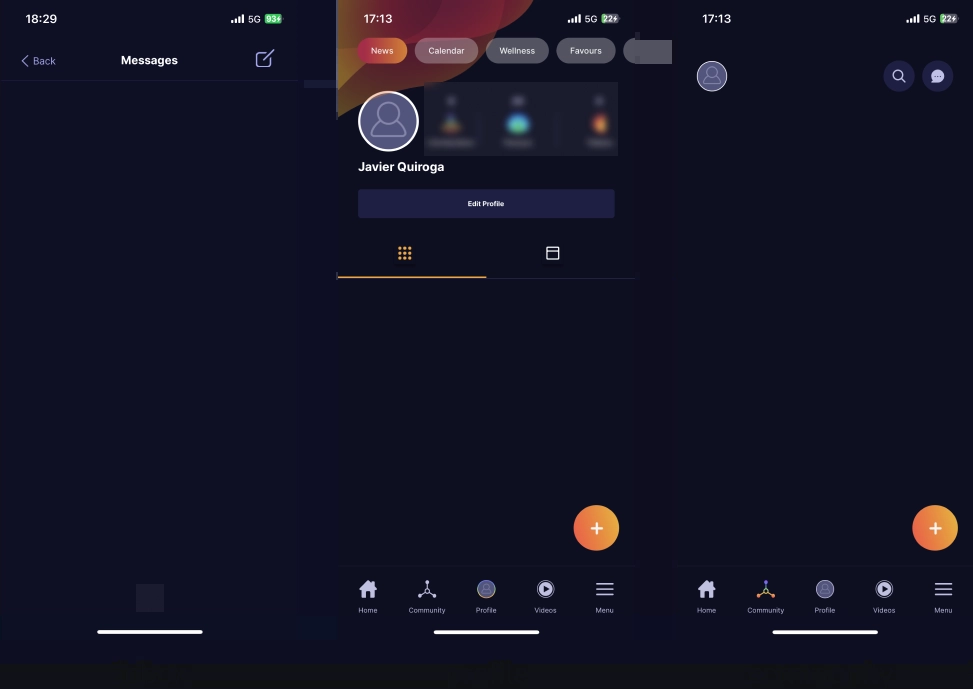 18:29
5G 93
Back
Messages
17:13
5G 22
News Calendar Wellness Favours
Javier Quiroga
Edit Profile
Home Community Profile Videos Menu
17:13
5G 22
Home Community Profile Videos Menu